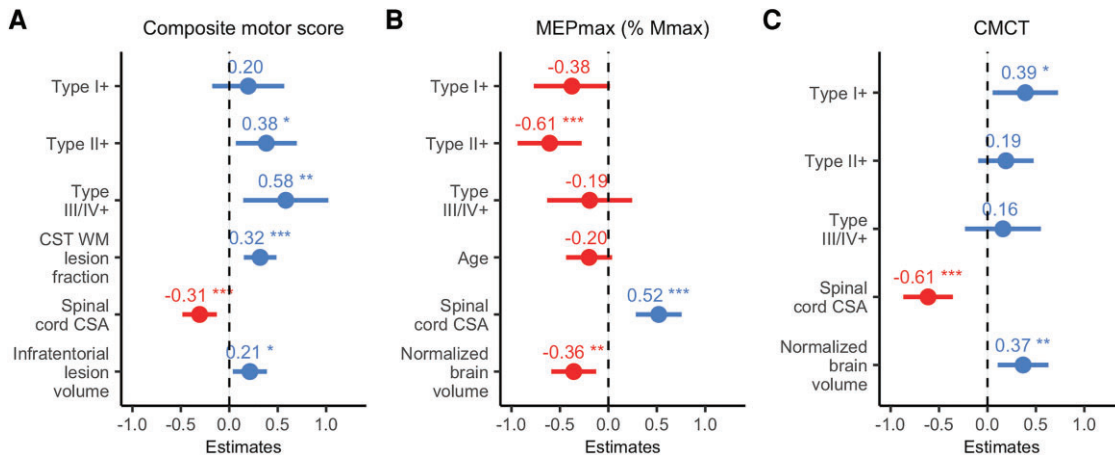 A
Composite motor score
Type I+
0.20
Type II+
0.38 *
Type
III/IV+
0.58 **
CST WM
lesion
fraction
0.32 ***
Spinal
cord CSA
-0.31 ***
Infratentorial
lesion
volume
0.21 *
-1.0 -0.5 0.0 0.5 1.0
Estimates
B
MEPmax (% Mmax)
Type I+
-0.38
Type II+
-0.61 ***
Type
III/IV+
-0.19
Age
-0.20
Spinal
cord CSA
0.52 ***
Normalized
brain
volume
-0.36 **
-1.0 -0.5 0.0 0.5 1.0
Estimates
C
CMCT
Type I+
0.39 *
Type II+
0.19
Type
III/IV+
0.16
Spinal
cord CSA
-0.61 ***
Normalized
brain
volume
0.37 **
-1.0 -0.5 0.0 0.5 1.0
Estimates